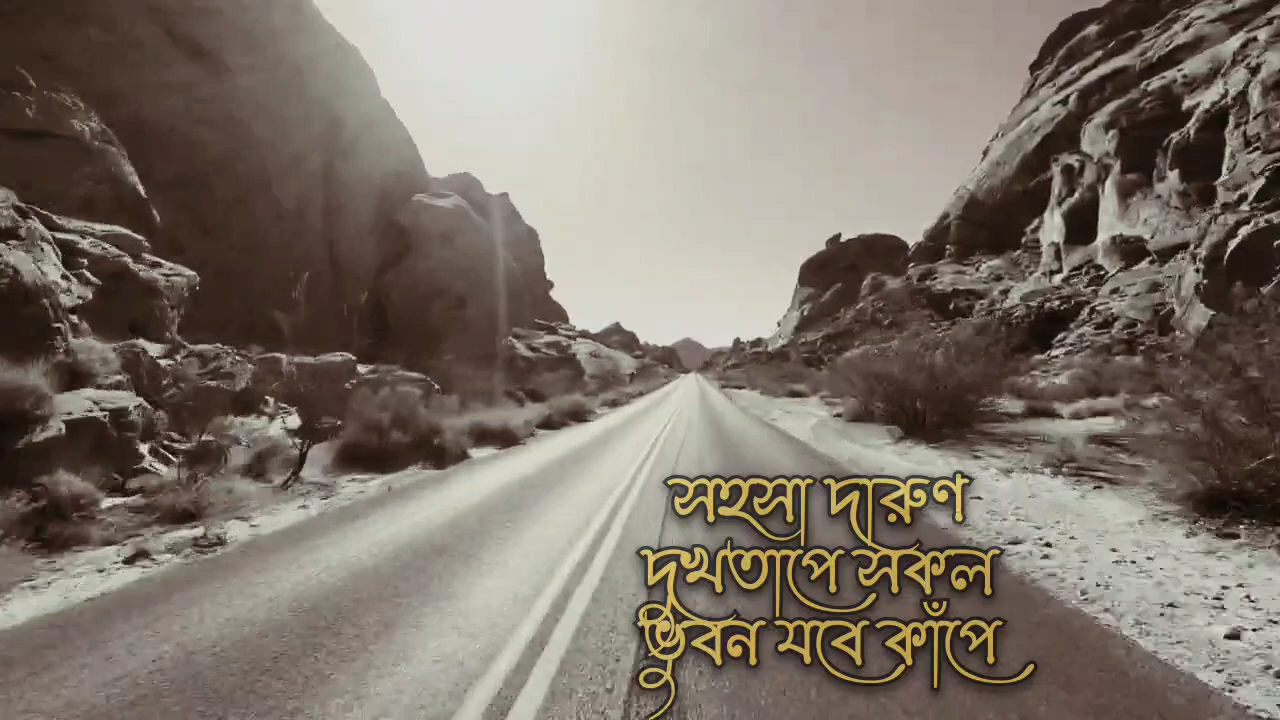 সহসা দারুণ
দুখতাপে সকল
ভুবন যবে কাঁপে